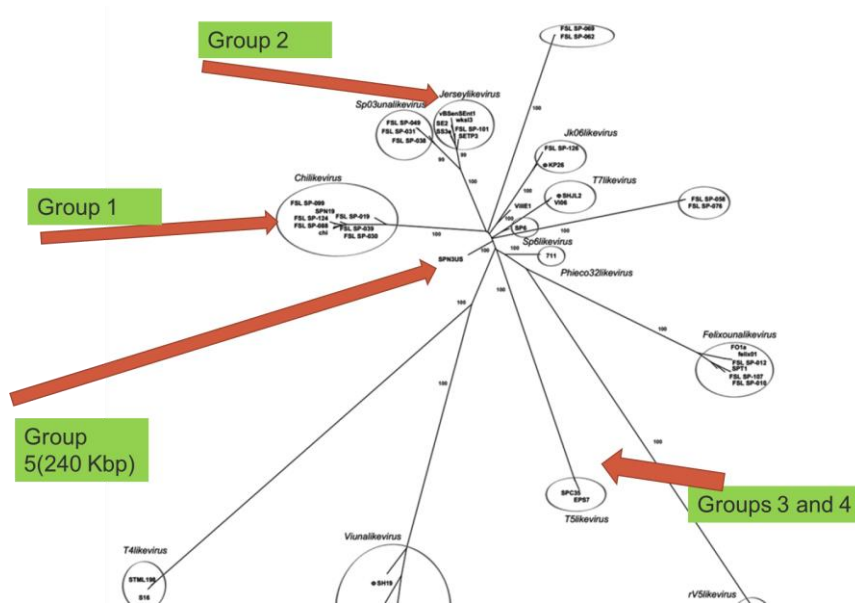 Group 2
FSL SP-069
FSL SP-062
Jerseylikevirus
Sp03unalikevirus
vBSenSEnt1
wksl3
SE2
FSL SP-101
SS3e
SETP3
FSL SP-049
FSL SP-031
FSL SP-038
99
99
100
100
Jk06likevirus
FSL SP-126
KP26
T7likevirus
SHJL2
Vi06
FSL SP-058
FSL SP-076
Chilikevirus
FSL SP-099
SPN19
FSL SP-019
FSL SP-124
FSL SP-088
FSL SP-039
chi
FSL SP-030
Group 1
100
100
100
ViIIE1
SP6
100
Sp6likevirus
711
SPN3US
100
100
100
100
Phieco32likevirus
100
Felixounalikevirus
FO1a
felix01
FSL SP-012
SPT1
FSL SP-107
FSL SP-010
Group
5(240 Kbp)
100
100
SPC35
EPS7
T5likevirus
Groups 3 and 4
T4likevirus
STML198
S16
Viunalikevirus
SH19
rV5likevirus